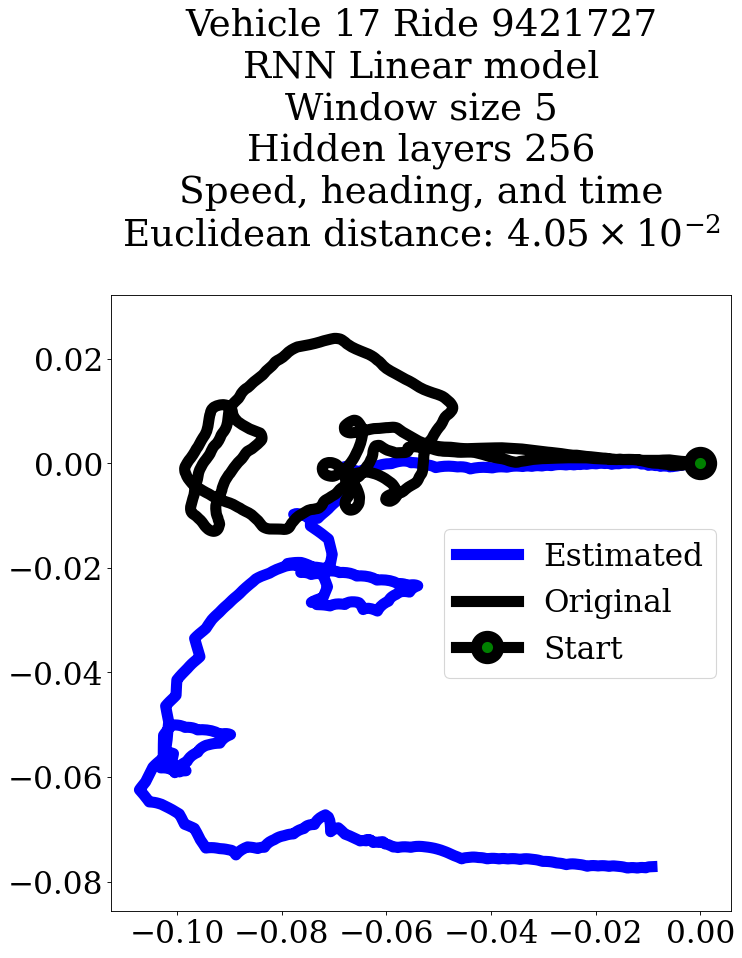 Vehicle 17 Ride 9421727
RNN Linear model
Window size 5
Hidden layers 256
Speed, heading, and time
Euclidean distance: 4.05 × 10⁻²
0.02
0.00
−0.02
−0.04
−0.06
−0.08
Estimated
Original
Start
−0.10 −0.08 −0.06 −0.04 −0.02 0.00